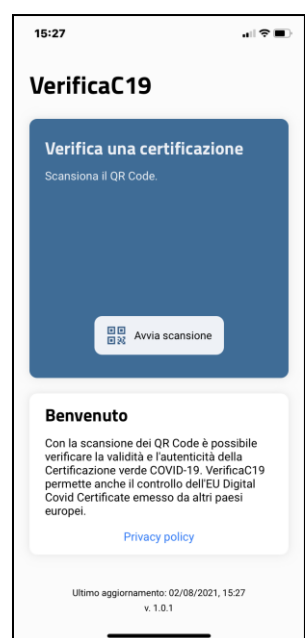 15:27
VerificaC19
Verifica una certificazione
Scansiona il QR Code.
Avvia scansione
Benvenuto
Con la scansione dei QR Code è possibile
verificare la validità e l'autenticità della
Certificazione verde COVID-19. VerificaC19
permette anche il controllo dell'EU Digital
Covid Certificate emesso da altri paesi
europei.
Privacy policy
Ultimo aggiornamento: 02/08/2021, 15:27
v. 1.0.1